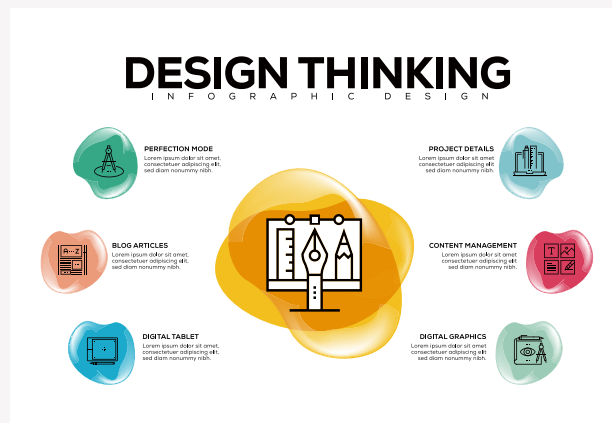 DESIGN THINKING
INFOGRAPHIC DESIGN
PERFECTION MODE
Lorem ipsum dolor sit amet,
consectetuer adipiscing elit,
sed diam nonummy nibh.
BLOG ARTICLES
Lorem ipsum dolor sit amet,
consectetuer adipiscing elit,
sed diam nonummy nibh.
DIGITAL TABLET
Lorem ipsum dolor sit amet,
consectetuer adipiscing elit,
sed diam nonummy nibh.
PROJECT DETAILS
Lorem ipsum dolor sit amet
consectetuer adipiscing elit,
sed diam nonummy nibh.
CONTENT MANAGEMENT
Lorem ipsum dolor sit amet,
consectetuer adipiscing elit,
sed diam nonummy nibh.
DIGITAL GRAPHICS
Lorem ipsum dolor sit amet,
consectetuer adipiscing elit,
sed diam nonummy nibh.
A--Z
T